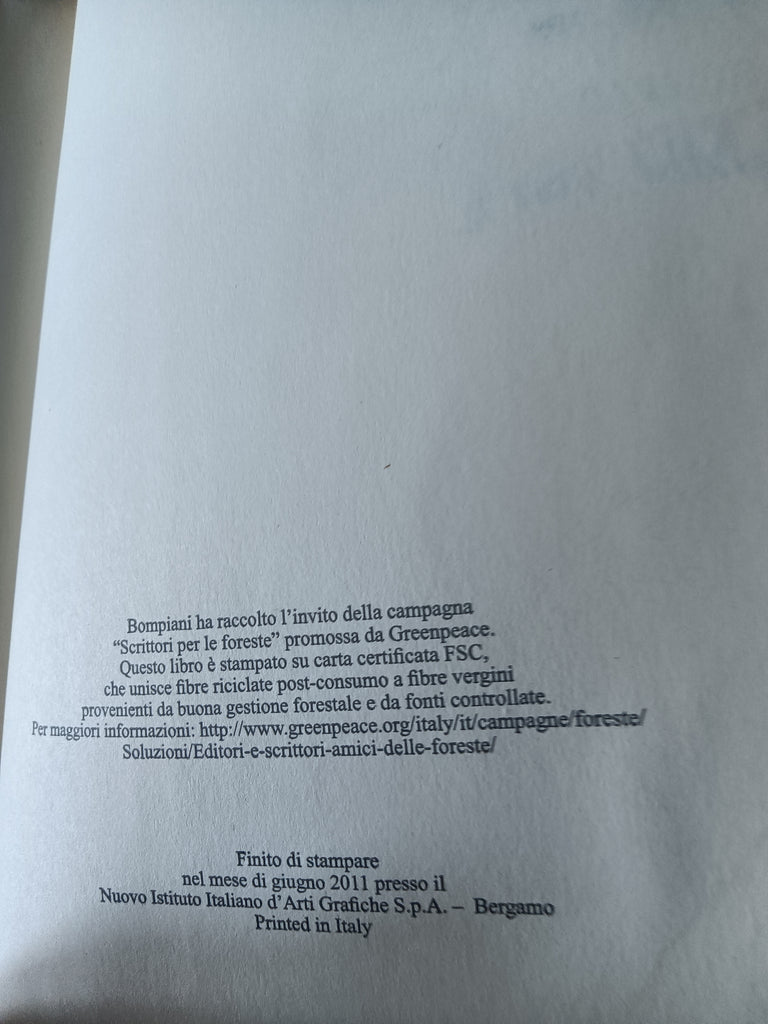 Bompiani ha raccolto l’invito della campagna
“Scrittori per le foreste” promossa da Greenpeace.
Questo libro è stampato su carta certificata FSC,
che unisce fibre riciclate post-consumo a fibre vergini
provenienti da buona gestione forestale e da fonti controllate.
Per maggiori informazioni: http://www.greenpeace.org/italy/it/campagne/foreste/
Soluzioni/Editori-e-scrittori-amici-delle-foreste/
Finito di stampare
nel mese di giugno 2011 presso il
Nuovo Istituto Italiano d’Arti Grafiche S.p.A. – Bergamo
Printed in Italy